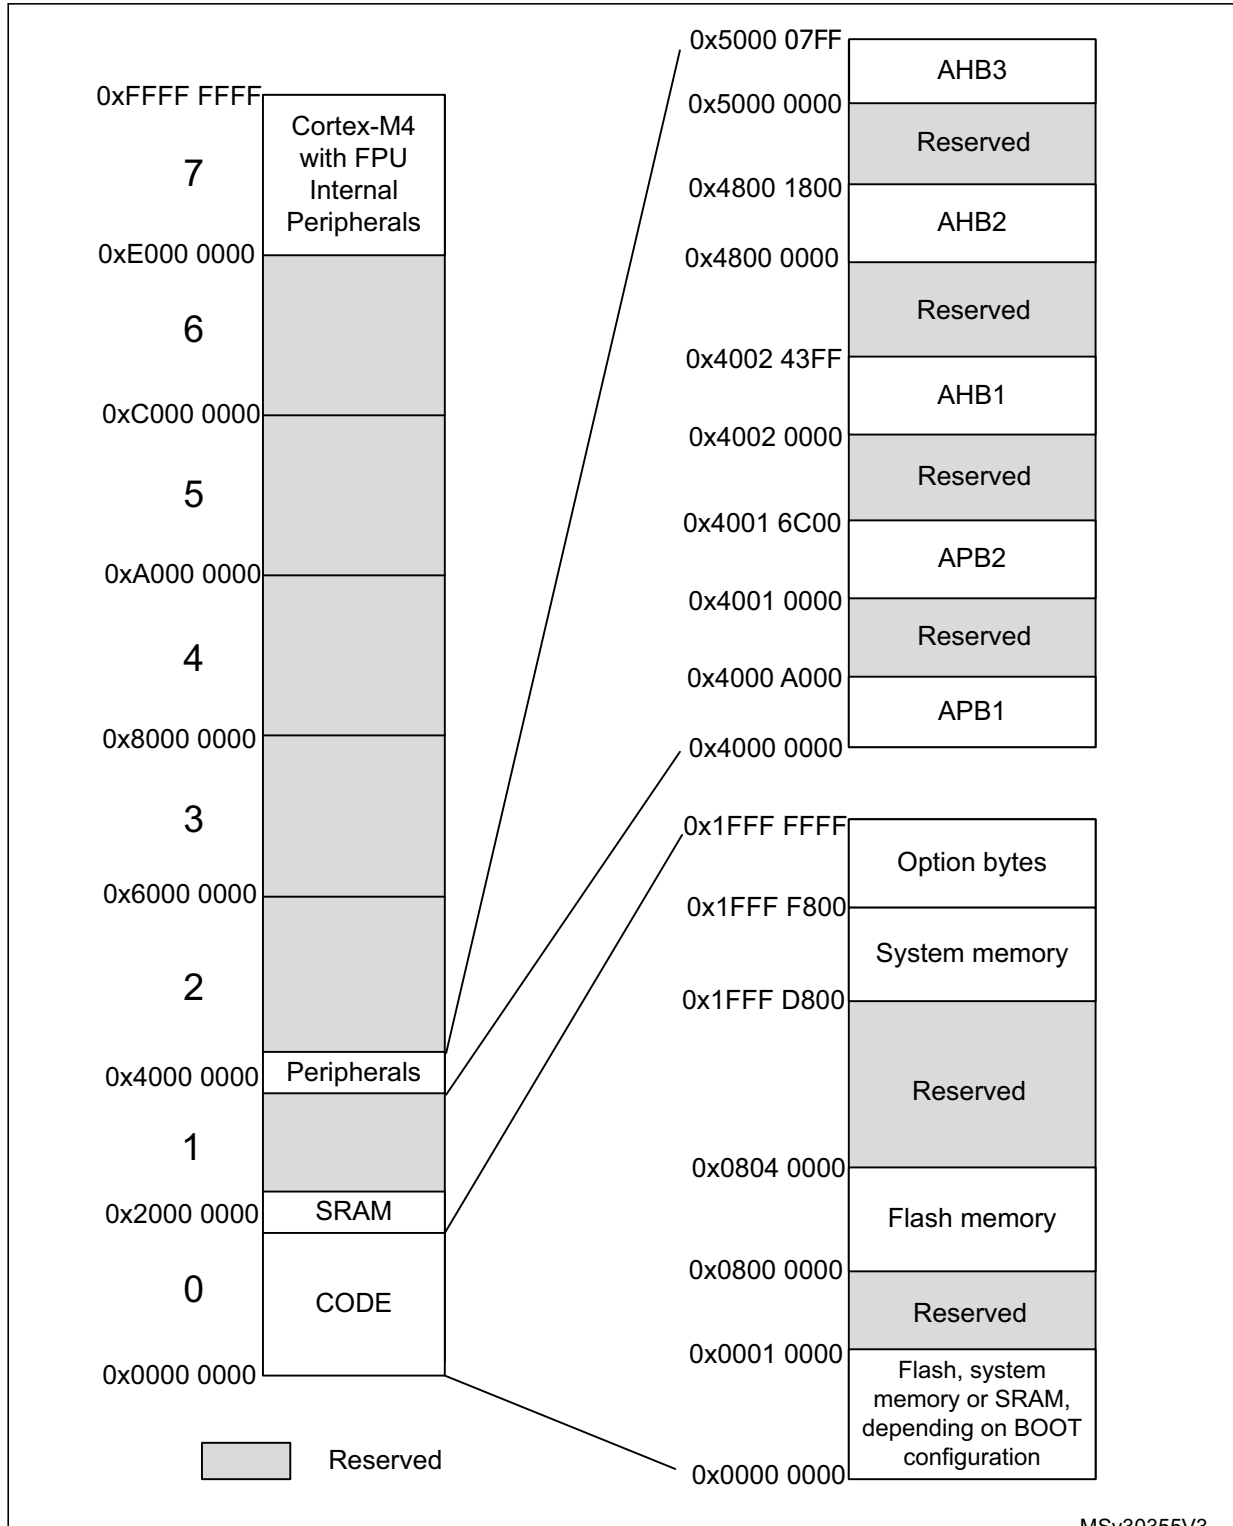 0xFFFF FFFF
Cortex-M4
with FPU
Internal
Peripherals
7
0xE000 0000
6
0xC000 0000
5
0xA000 0000
4
0x8000 0000
3
0x6000 0000
2
Peripherals
0x4000 0000
1
SRAM
0x2000 0000
0
CODE
0x0000 0000
Reserved
0x5000 07FF
AHB3
0x5000 0000
Reserved
0x4800 1800
AHB2
0x4800 0000
Reserved
0x4002 43FF
AHB1
0x4002 0000
Reserved
0x4001 6C00
APB2
0x4001 0000
Reserved
0x4000 A000
APB1
0x4000 0000
0x1FFF FFFF
Option bytes
0x1FFF F800
System memory
0x1FFF D800
Reserved
0x0804 0000
Flash memory
0x0800 0000
Reserved
0x0001 0000
Flash, system
memory or SRAM,
depending on BOOT
configuration
0x0000 0000
MSv30355V3